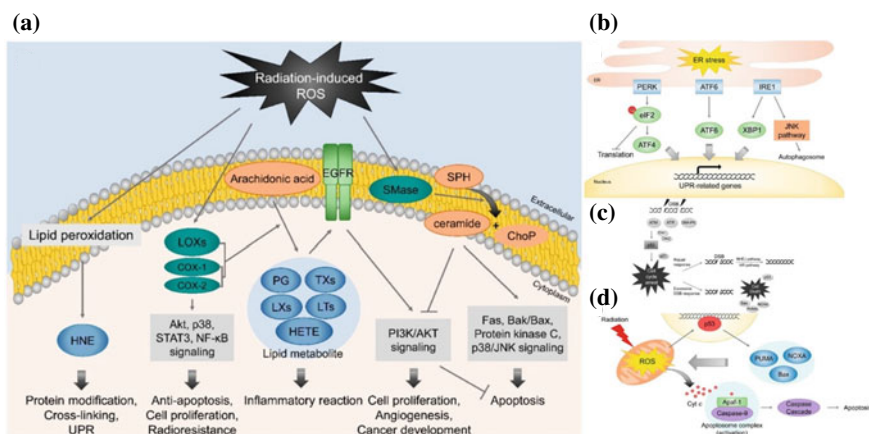 (a)
Radiation-induced
ROS
Arachidonic acid
EGFR
SMase
SPH
ceramide
+
ChoP
Extracellular
Cytoplasm
Lipid peroxidation
LOXs
COX-1
COX-2
PG
TXs
LXs
LTs
HETE
Lipid metabolite
HNE
Akt, p38,
STAT3, NF-κB
signaling
PI3K/AKT
signaling
Fas, Bak/Bax,
Protein kinase C,
p38/JNK signaling
Protein modification,
Cross-linking,
UPR
Anti-apoptosis,
Cell proliferation,
Radioresistance
Inflammatory reaction
Cell proliferation,
Angiogenesis,
Cancer development
Apoptosis
(b)
ER stress
ER
PERK
ATF6
IRE1
eIF2
ATF4
Translation
ATF6
XBP1
JNK
pathway
Autophagosome
Nucleus
UPR-related genes
(c)
DSB
(d)
Radiation
ROS
p53
PUMA
NOXA
Bax
Cyt c
Apaf-1
Caspase-9
Apoptosome complex
(activation)
Caspase
Cascade
Apoptosis